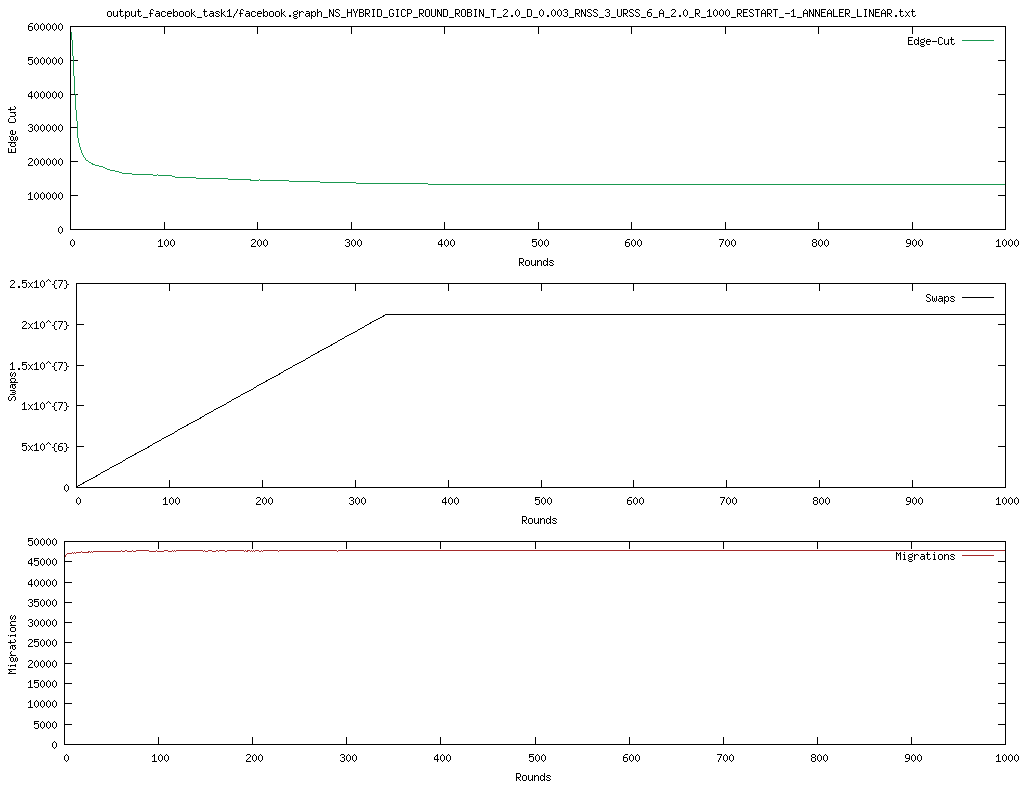 output_facebook_task1/facebook.graph_NS_HYBRID_GICP_ROUND_ROBIN_T_2.0_D_0.003_RNSS_3_URSS_6_A_2.0_R_1000_RESTART_-1_ANNEALER_LINEAR.txt
Edge-Cut
600000
500000
400000
300000
200000
100000
0
Edge Cut
0 100 200 300 400 500 600 700 800 900 1000
Rounds
Swaps
2.5x10^{7}
2x10^{7}
1.5x10^{7}
1x10^{7}
5x10^{6}
0
Swaps
0 100 200 300 400 500 600 700 800 900 1000
Rounds
Migrations
50000
45000
40000
35000
30000
25000
20000
15000
10000
5000
0
Migrations
0 100 200 300 400 500 600 700 800 900 1000
Rounds